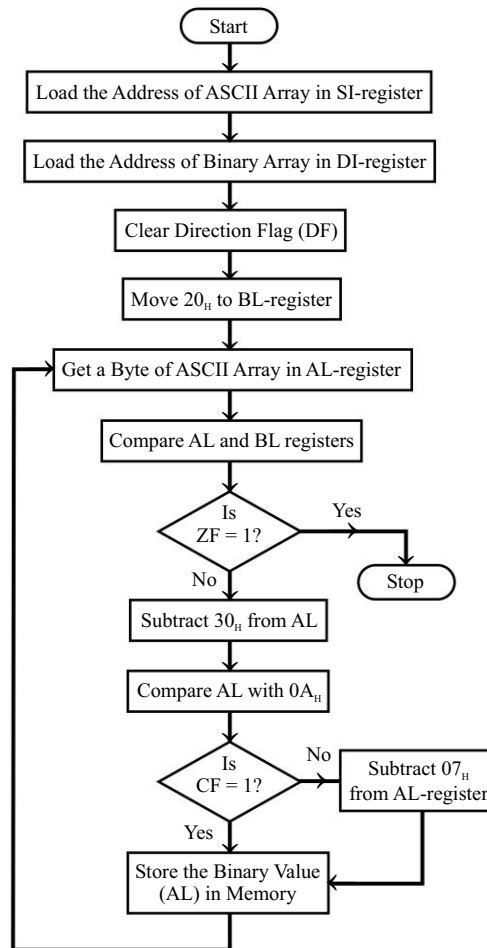 Start
Load the Address of ASCII Array in SI-register
Load the Address of Binary Array in DI-register
Clear Direction Flag (DF)
Move 20H to BL-register
Get a Byte of ASCII Array in AL-register
Compare AL and BL registers
Is
ZF = 1?
Yes
Stop
No
Subtract 30H from AL
Compare AL with 0AH
Is
CF = 1?
No
Subtract 07H
from AL-register
Yes
Store the Binary Value
(AL) in Memory